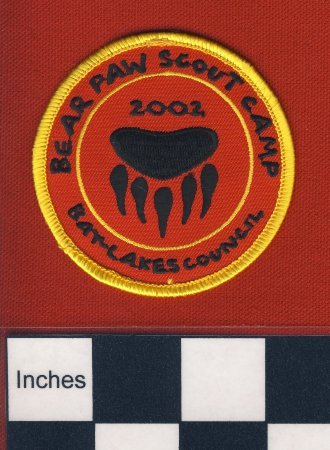 BEAR PAW SCOUT CAMP
2002
BAY-LAKES COUNCIL
Inches